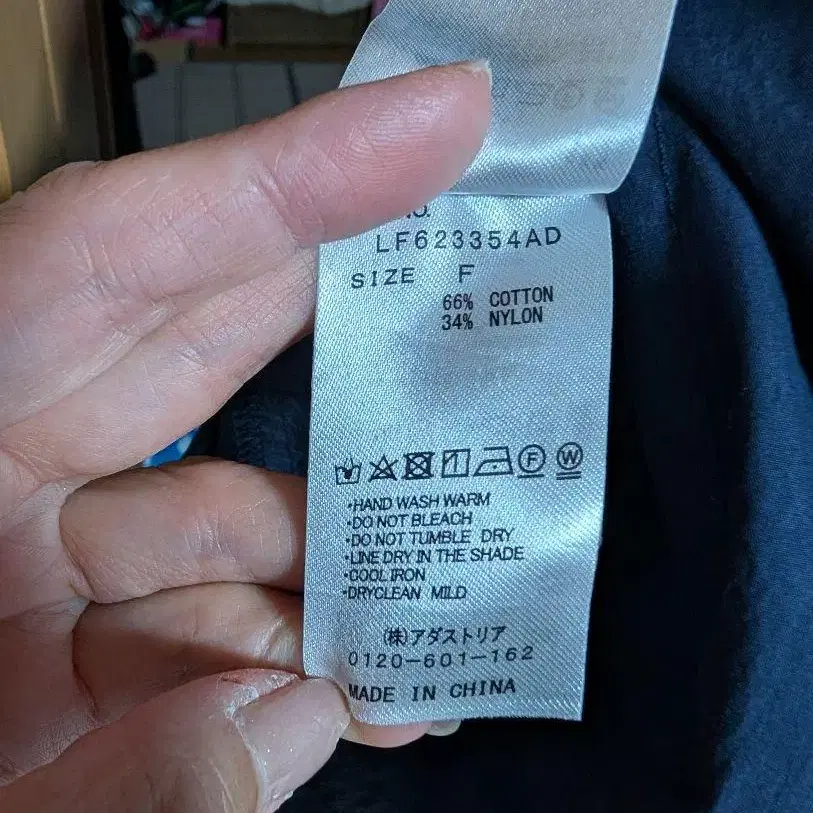 LF623354AD
SIZE F
66% COTTON
34% NYLON
F W
・HAND WASH WARM
・DO NOT BLEACH
・DO NOT TUMBLE DRY
・LINE DRY IN THE SHADE
・COOL IRON
・DRYCLEAN MILD
(株)アダストリア
0120-601-162
MADE IN CHINA